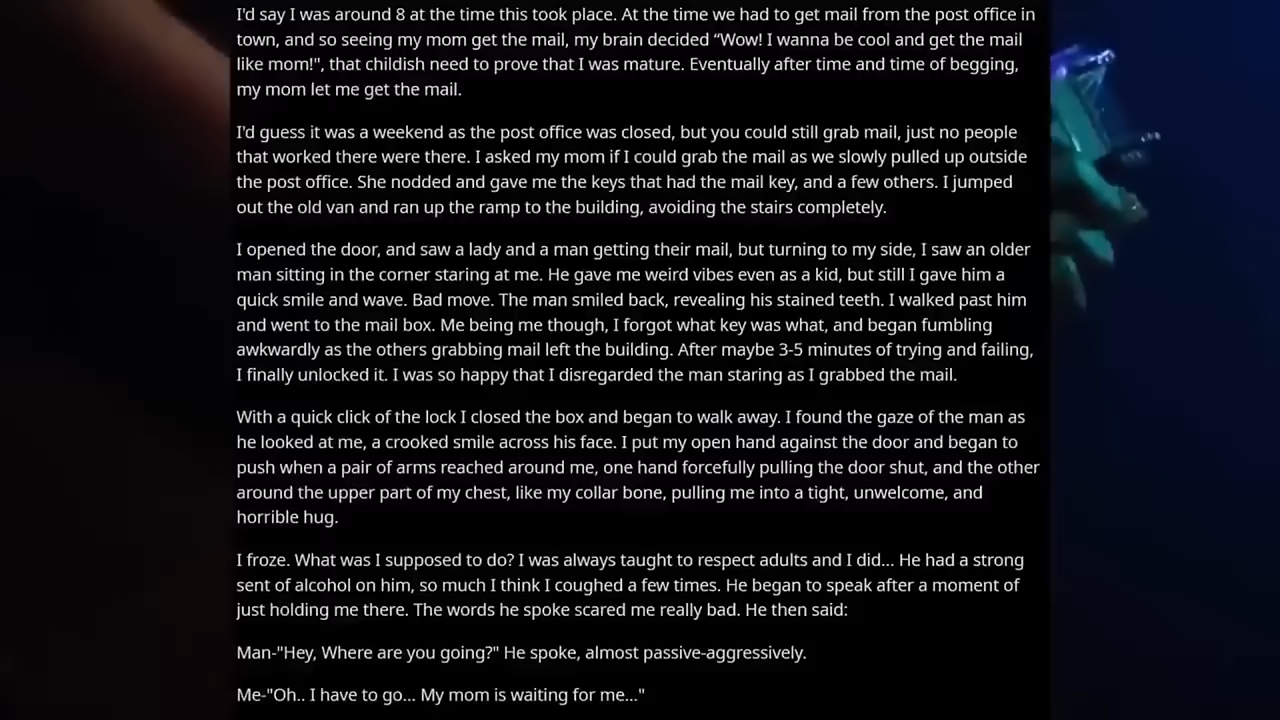 I'd say I was around 8 at the time this took place. At the time we had to get mail from the post office in
town, and so seeing my mom get the mail, my brain decided “Wow! I wanna be cool and get the mail
like mom!", that childish need to prove that I was mature. Eventually after time and time of begging,
my mom let me get the mail.
I'd guess it was a weekend as the post office was closed, but you could still grab mail, just no people
that worked there were there. I asked my mom if I could grab the mail as we slowly pulled up outside
the post office. She nodded and gave me the keys that had the mail key, and a few others. I jumped
out the old van and ran up the ramp to the building, avoiding the stairs completely.
I opened the door, and saw a lady and a man getting their mail, but turning to my side, I saw an older
man sitting in the corner staring at me. He gave me weird vibes even as a kid, but still I gave him a
quick smile and wave. Bad move. The man smiled back, revealing his stained teeth. I walked past him
and went to the mail box. Me being me though, I forgot what key was what, and began fumbling
awkwardly as the others grabbing mail left the building. After maybe 3-5 minutes of trying and failing,
I finally unlocked it. I was so happy that I disregarded the man staring as I grabbed the mail.
With a quick click of the lock I closed the box and began to walk away. I found the gaze of the man as
he looked at me, a crooked smile across his face. I put my open hand against the door and began to
push when a pair of arms reached around me, one hand forcefully pulling the door shut, and the other
around the upper part of my chest, like my collar bone, pulling me into a tight, unwelcome, and
horrible hug.
I froze. What was I supposed to do? I was always taught to respect adults and I did... He had a strong
sent of alcohol on him, so much I think I coughed a few times. He began to speak after a moment of
just holding me there. The words he spoke scared me really bad. He then said:
Man-"Hey, Where are you going?" He spoke, almost passive-aggressively.
Me-"Oh.. I have to go... My mom is waiting for me..."